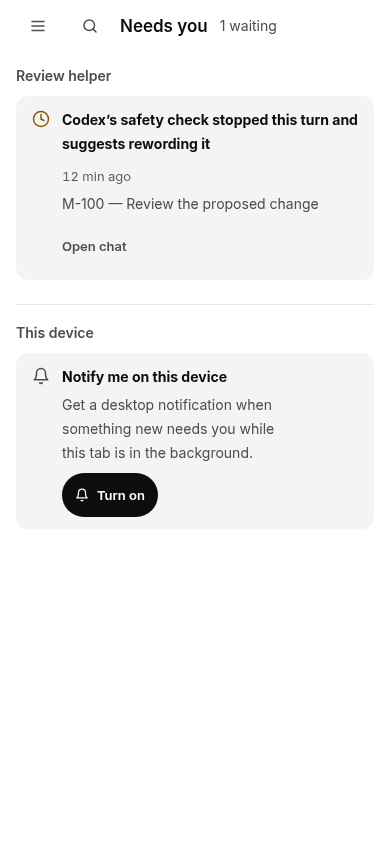 Needs you 1 waiting
Review helper
Codex’s safety check stopped this turn and
suggests rewording it
12 min ago
M-100 — Review the proposed change
Open chat
This device
Notify me on this device
Get a desktop notification when
something new needs you while
this tab is in the background.
Turn on